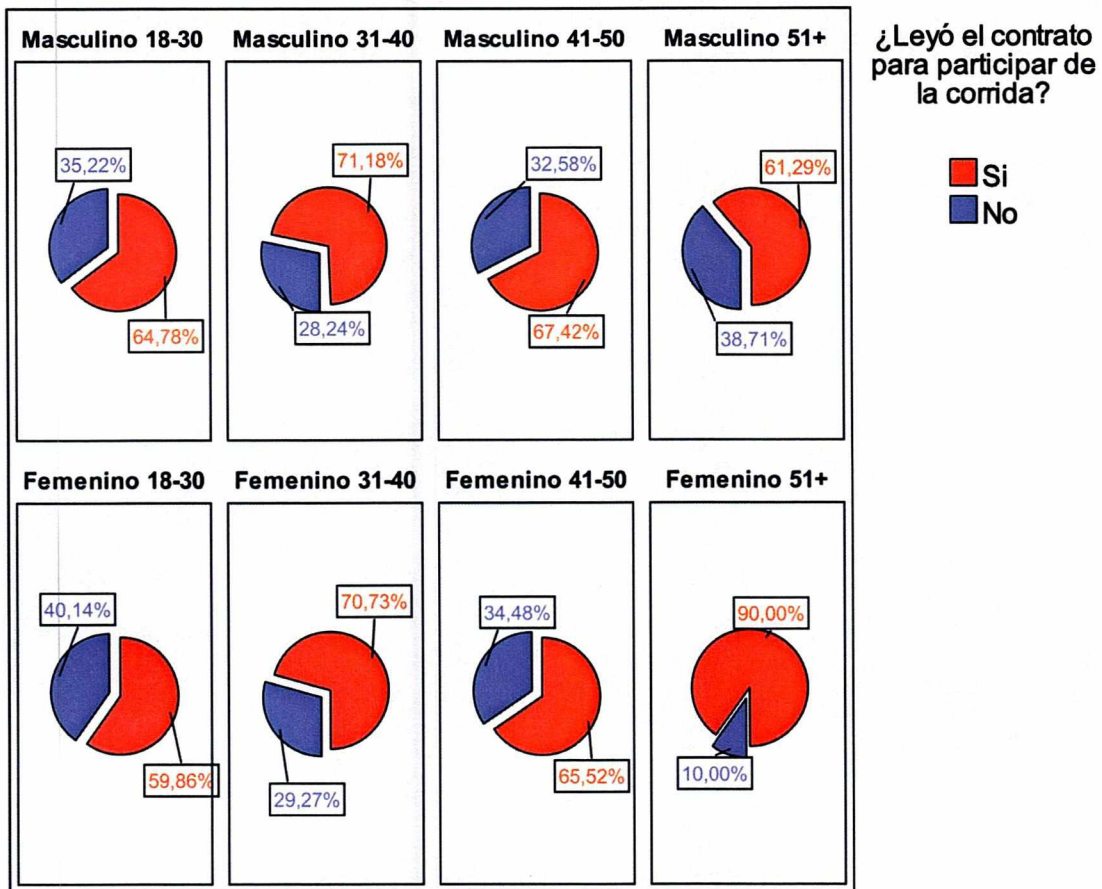 Masculino 18-30
Masculino 31-40
Masculino 41-50
Masculino 51+
35,22%
64,78%
71,18%
28,24%
32,58%
67,42%
61,29%
38,71%
Femenino 18-30
Femenino 31-40
Femenino 41-50
Femenino 51+
40,14%
59,86%
70,73%
29,27%
34,48%
65,52%
90,00%
10,00%
¿Leyó el contrato
para participar de
la corrida?
Si
No